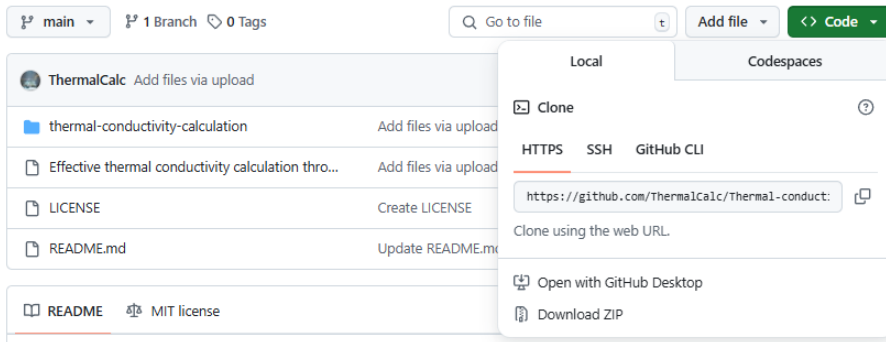 main 1 Branch 0 Tags Go to file t Add file <> Code
Local Codespaces
ThermalCalc Add files via upload
Clone
thermal-conductivity-calculation Add files via upload
HTTPS SSH GitHub CLI
Effective thermal conductivity calculation thro... Add files via upload
https://github.com/ThermalCalc/Thermal-conduct
LICENSE Create LICENSE
Clone using the web URL.
README.md Update README.m
Open with GitHub Desktop
README MIT license
Download ZIP